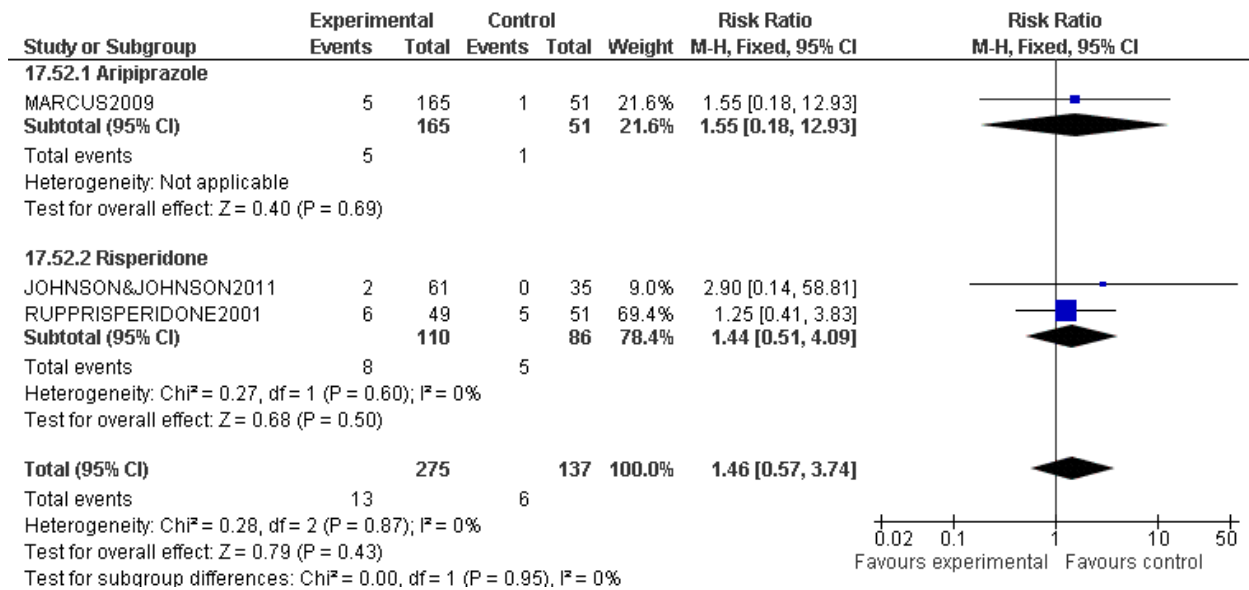 Experimental Control Risk Ratio Risk Ratio
Study or Subgroup Events Total Events Total Weight M-H, Fixed, 95% CI M-H, Fixed, 95% CI
17.52.1 Aripiprazole
MARCUS2009 5 165 1 51 21.6% 1.55 [0.18, 12.93]
Subtotal (95% CI) 165 51 21.6% 1.55 [0.18, 12.93]
Total events 5 1
Heterogeneity: Not applicable
Test for overall effect: Z = 0.40 (P = 0.69)
17.52.2 Risperidone
JOHNSON&JOHNSON2011 2 61 0 35 9.0% 2.90 [0.14, 58.81]
RUPPRISPERIDONE2001 6 49 5 51 69.4% 1.25 [0.41, 3.83]
Subtotal (95% CI) 110 86 78.4% 1.44 [0.51, 4.09]
Total events 8 5
Heterogeneity: Chi² = 0.27, df = 1 (P = 0.60); I² = 0%
Test for overall effect: Z = 0.68 (P = 0.50)
Total (95% CI) 275 137 100.0% 1.46 [0.57, 3.74]
Total events 13 6
Heterogeneity: Chi² = 0.28, df = 2 (P = 0.87); I² = 0%
Test for overall effect: Z = 0.79 (P = 0.43)
Test for subgroup differences: Chi² = 0.00, df = 1 (P = 0.95), I² = 0%
0.02 0.1 1 10 50
Favours experimental Favours control